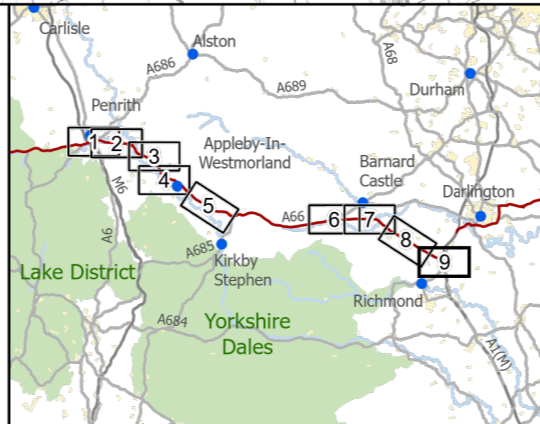 Carlisle
Alston
A68
A686
A689
Durham
Penrith
1
2
3
4
5
Appleby-In-
Westmorland
Barnard
Castle
Darlington
M6
A6
A66
6
7
8
9
A685
Kirkby
Stephen
Lake District
Richmond
A684
Yorkshire
Dales
A1(M)